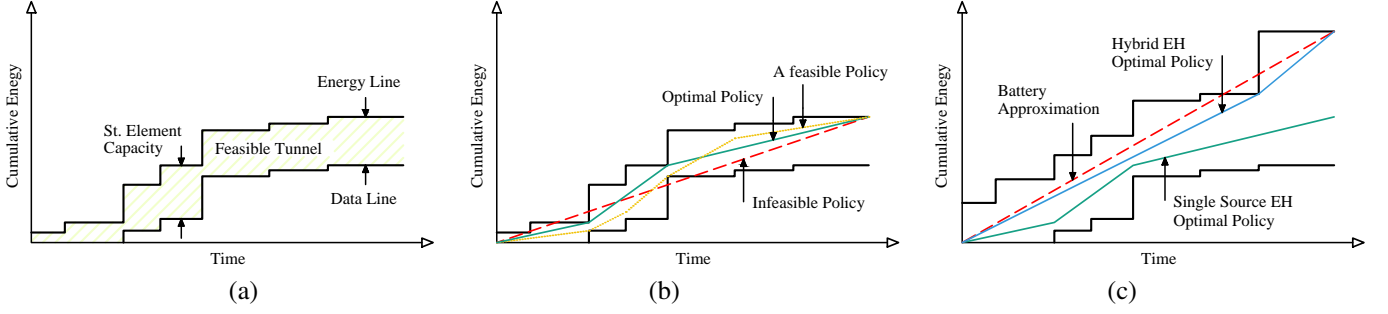 Cumulative Enegy
Energy Line
St. Element
Capacity
Feasible Tunnel
Data Line
Time
(a)
Cumulative Enegy
A feasible Policy
Optimal Policy
Infeasible Policy
Time
(b)
Cumulative Enegy
Hybrid EH
Optimal Policy
Battery
Approximation
Single Source EH
Optimal Policy
Time
(c)